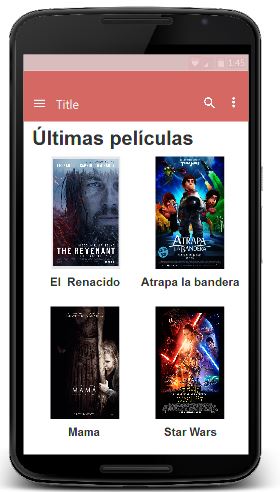 1:45
Title
Últimas películas
THE REVENANT
ATRAPA
LA BANDERA
El Renacido
Atrapa la bandera
MAMA
Mama
Star Wars